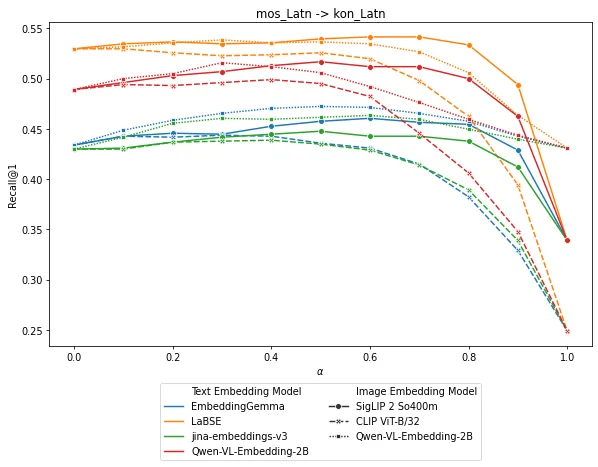 mos_Latn -> kon_Latn
Recall@1
0.55
0.50
0.45
0.40
0.35
0.30
0.25
0.0 0.2 0.4 0.6 0.8 1.0
α
Text Embedding Model
EmbeddingGemma
LaBSE
jina-embeddings-v3
Qwen-VL-Embedding-2B
Image Embedding Model
SigLIP 2 So400m
CLIP ViT-B/32
Qwen-VL-Embedding-2B